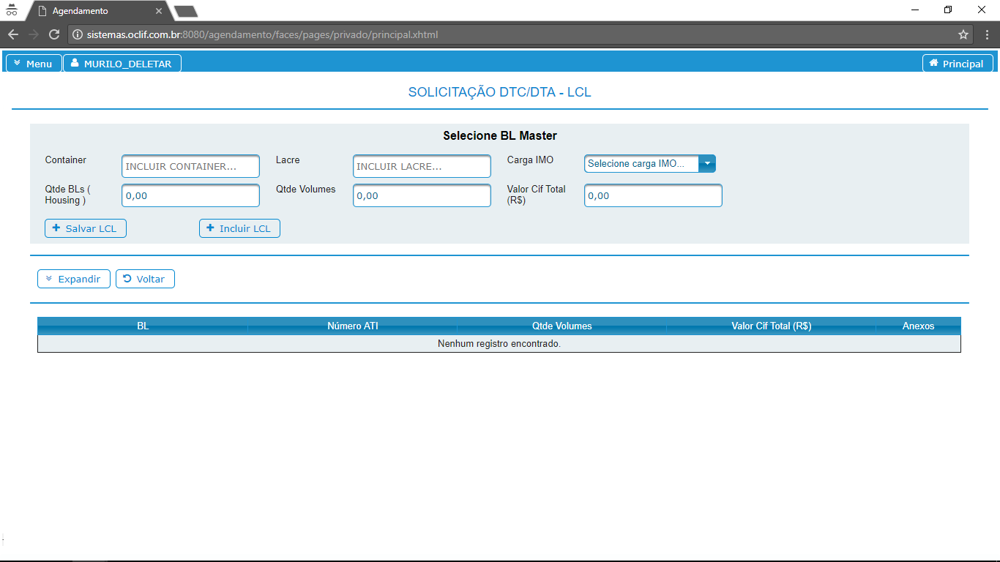 Agendamento
sistemas.oclif.com.br:8080/agendamento/faces/pages/privado/principal.xhtml
Menu MURILO_DELETAR Principal
SOLICITAÇÃO DTC/DTA - LCL
Selecione BL Master
Container INCLUIR CONTAINER... Lacre INCLUIR LACRE... Carga IMO Selecione carga IMO...
Qtde BLs (
Housing ) 0,00 Qtde Volumes 0,00 Valor Cif Total
(R$) 0,00
Salvar LCL Incluir LCL
Expandir Voltar
BL Número ATI Qtde Volumes Valor Cif Total (R$) Anexos
Nenhum registro encontrado.